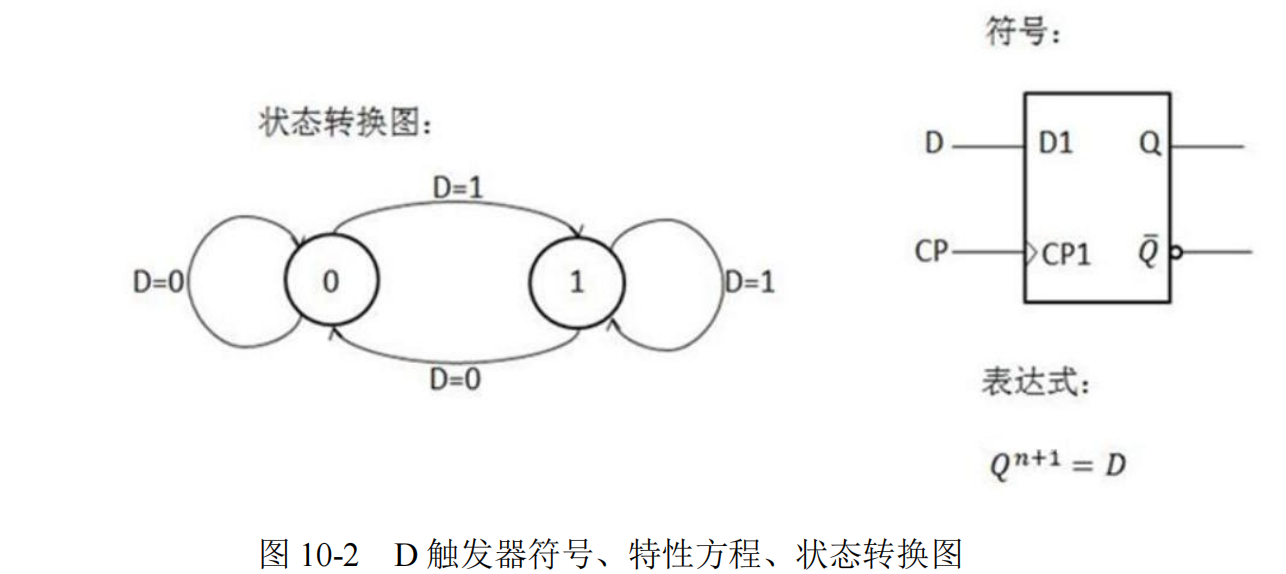 符号：
状态转换图：
D=1
D=0
0
1
D=1
D=0
D
D1
Q
CP
CP1
Q̅
表达式：
Qⁿ⁺¹ = D
图 10-2 D 触发器符号、特性方程、状态转换图